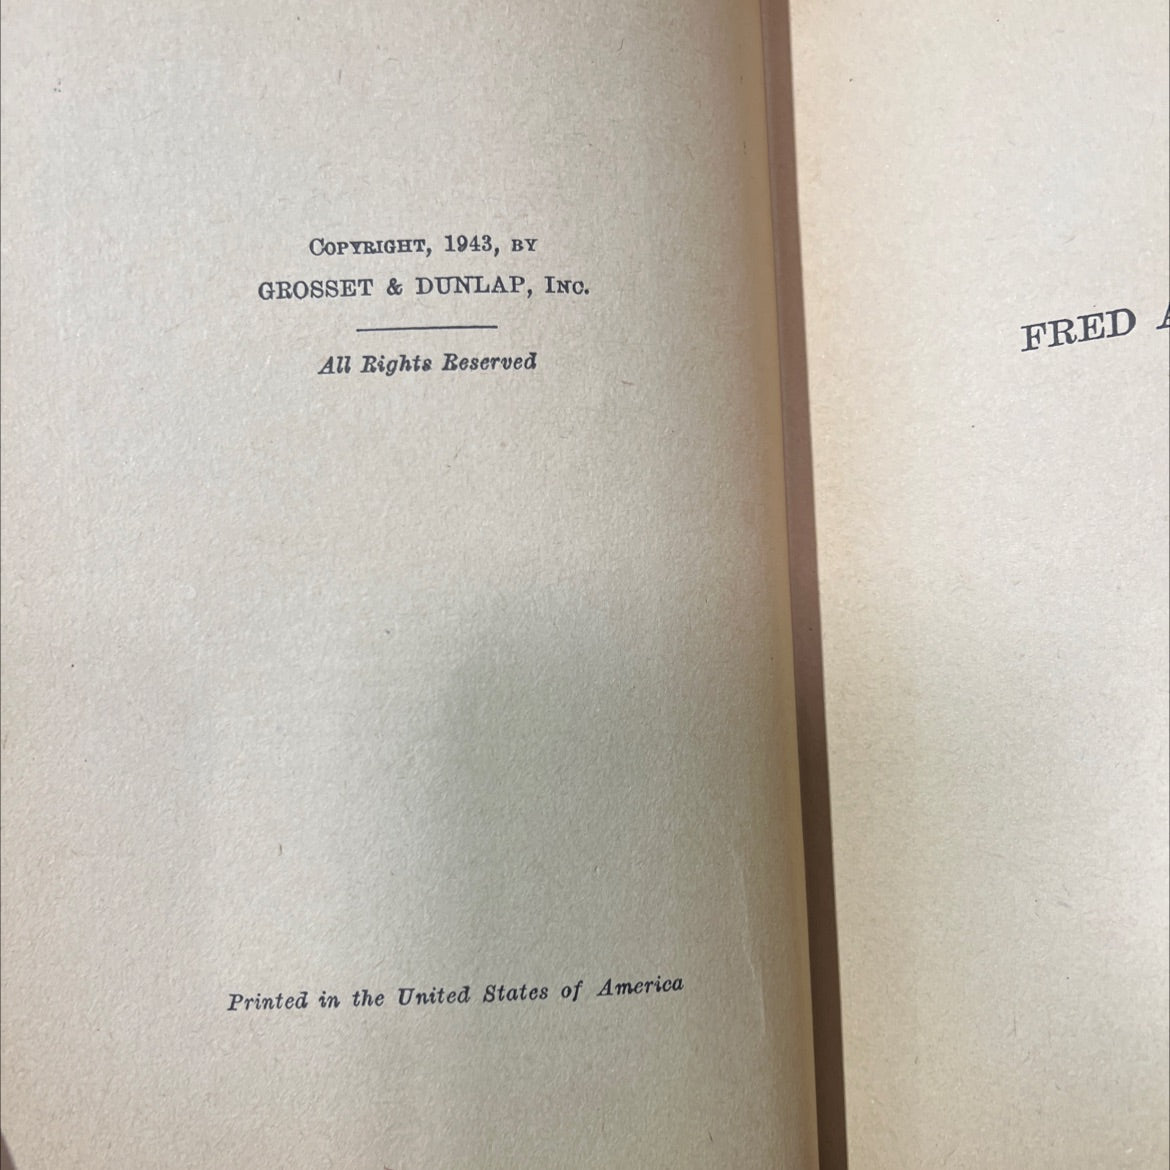 COPYRIGHT, 1943, BY
GROSSET & DUNLAP, INC.
All Rights Reserved
Printed in the United States of America
FRED A